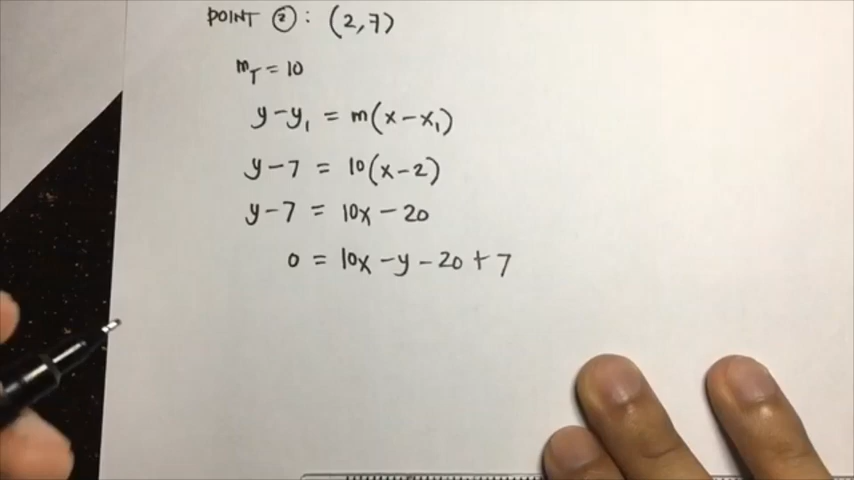 POINT ②: (2,7)
m_T = 10
y - y₁ = m(x - x₁)
y - 7 = 10(x - 2)
y - 7 = 10x - 20
0 = 10x - y - 20 + 7